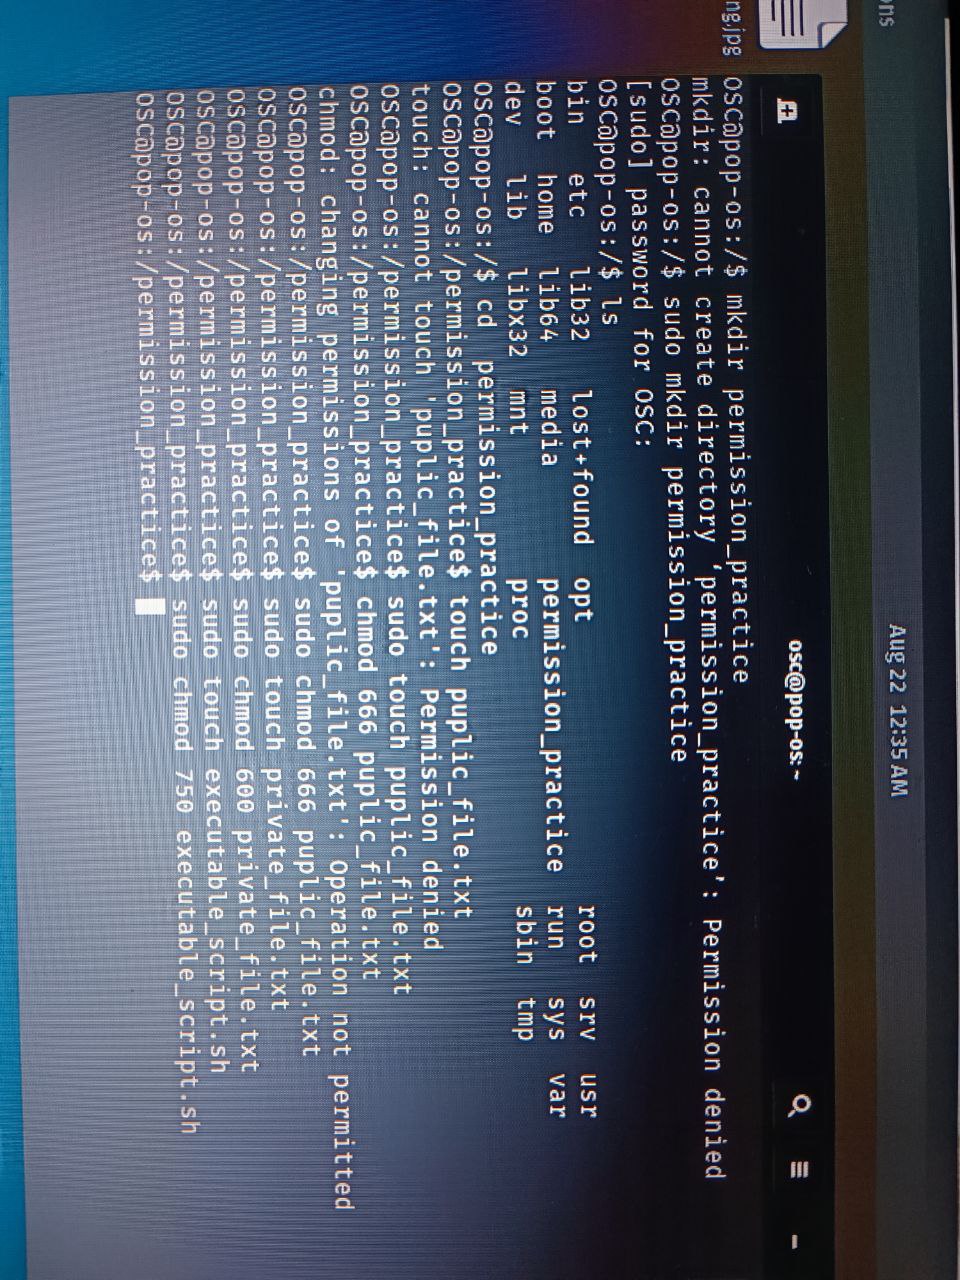 ons
Aug 22 12:35 AM
ng.jpg
osc@pop-os: ~
OSC@pop-os:/$ mkdir permission_practice
mkdir: cannot create directory 'permission_practice': Permission denied
OSC@pop-os:/$ sudo mkdir permission_practice
[sudo] password for OSC:
OSC@pop-os:/$ ls
bin etc lib32 lost+found opt root srv usr
boot home lib64 media permission_practice run sys var
dev lib libx32 mnt proc sbin tmp
OSC@pop-os:/$ cd permission_practice
OSC@pop-os:/permission_practice$ touch puplic_file.txt
touch: cannot touch 'puplic_file.txt': Permission denied
OSC@pop-os:/permission_practice$ sudo touch puplic_file.txt
OSC@pop-os:/permission_practice$ chmod 666 puplic_file.txt
chmod: changing permissions of 'puplic_file.txt': Operation not permitted
OSC@pop-os:/permission_practice$ sudo chmod 666 puplic_file.txt
OSC@pop-os:/permission_practice$ sudo touch private_file.txt
OSC@pop-os:/permission_practice$ sudo chmod 600 private_file.txt
OSC@pop-os:/permission_practice$ sudo touch executable_script.sh
OSC@pop-os:/permission_practice$ sudo chmod 750 executable_script.sh
OSC@pop-os:/permission_practice$